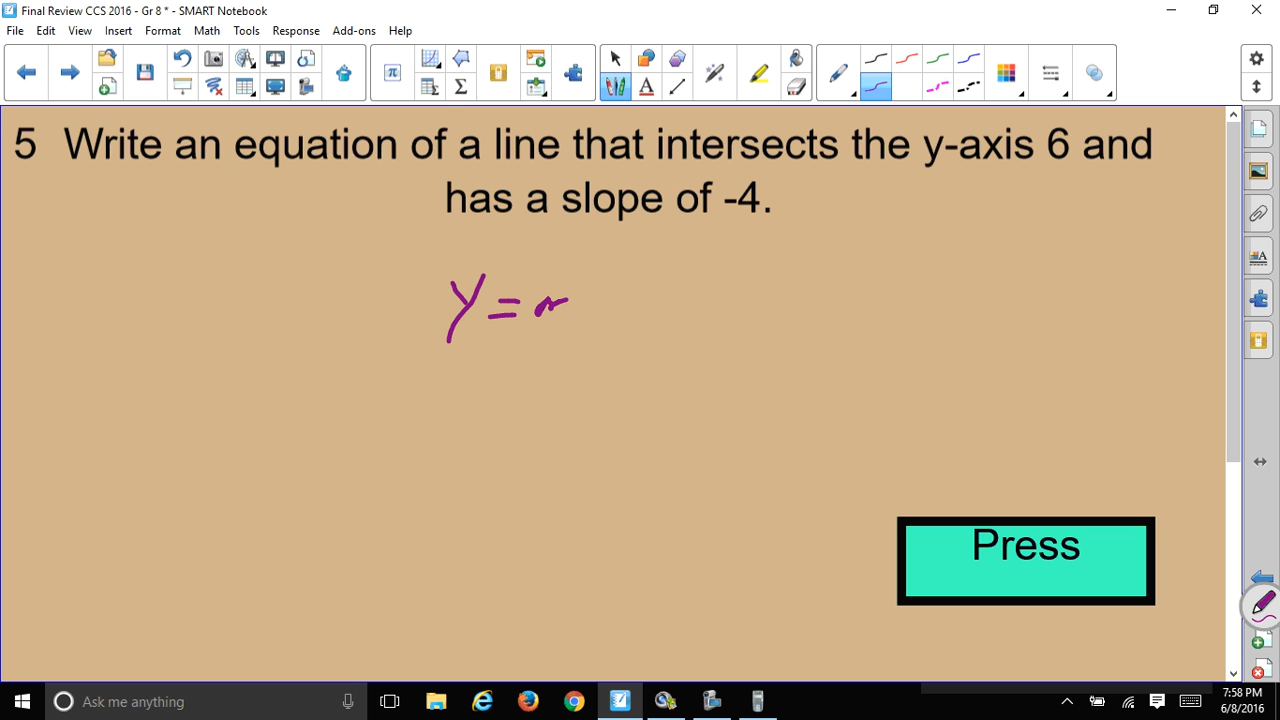 Final Review CCS 2016 - Gr 8 * - SMART Notebook
File Edit View Insert Format Math Tools Response Add-ons Help
π Σ A
5 Write an equation of a line that intersects the y-axis 6 and
has a slope of -4.
y = m
Press
Ask me anything
7:58 PM
6/8/2016